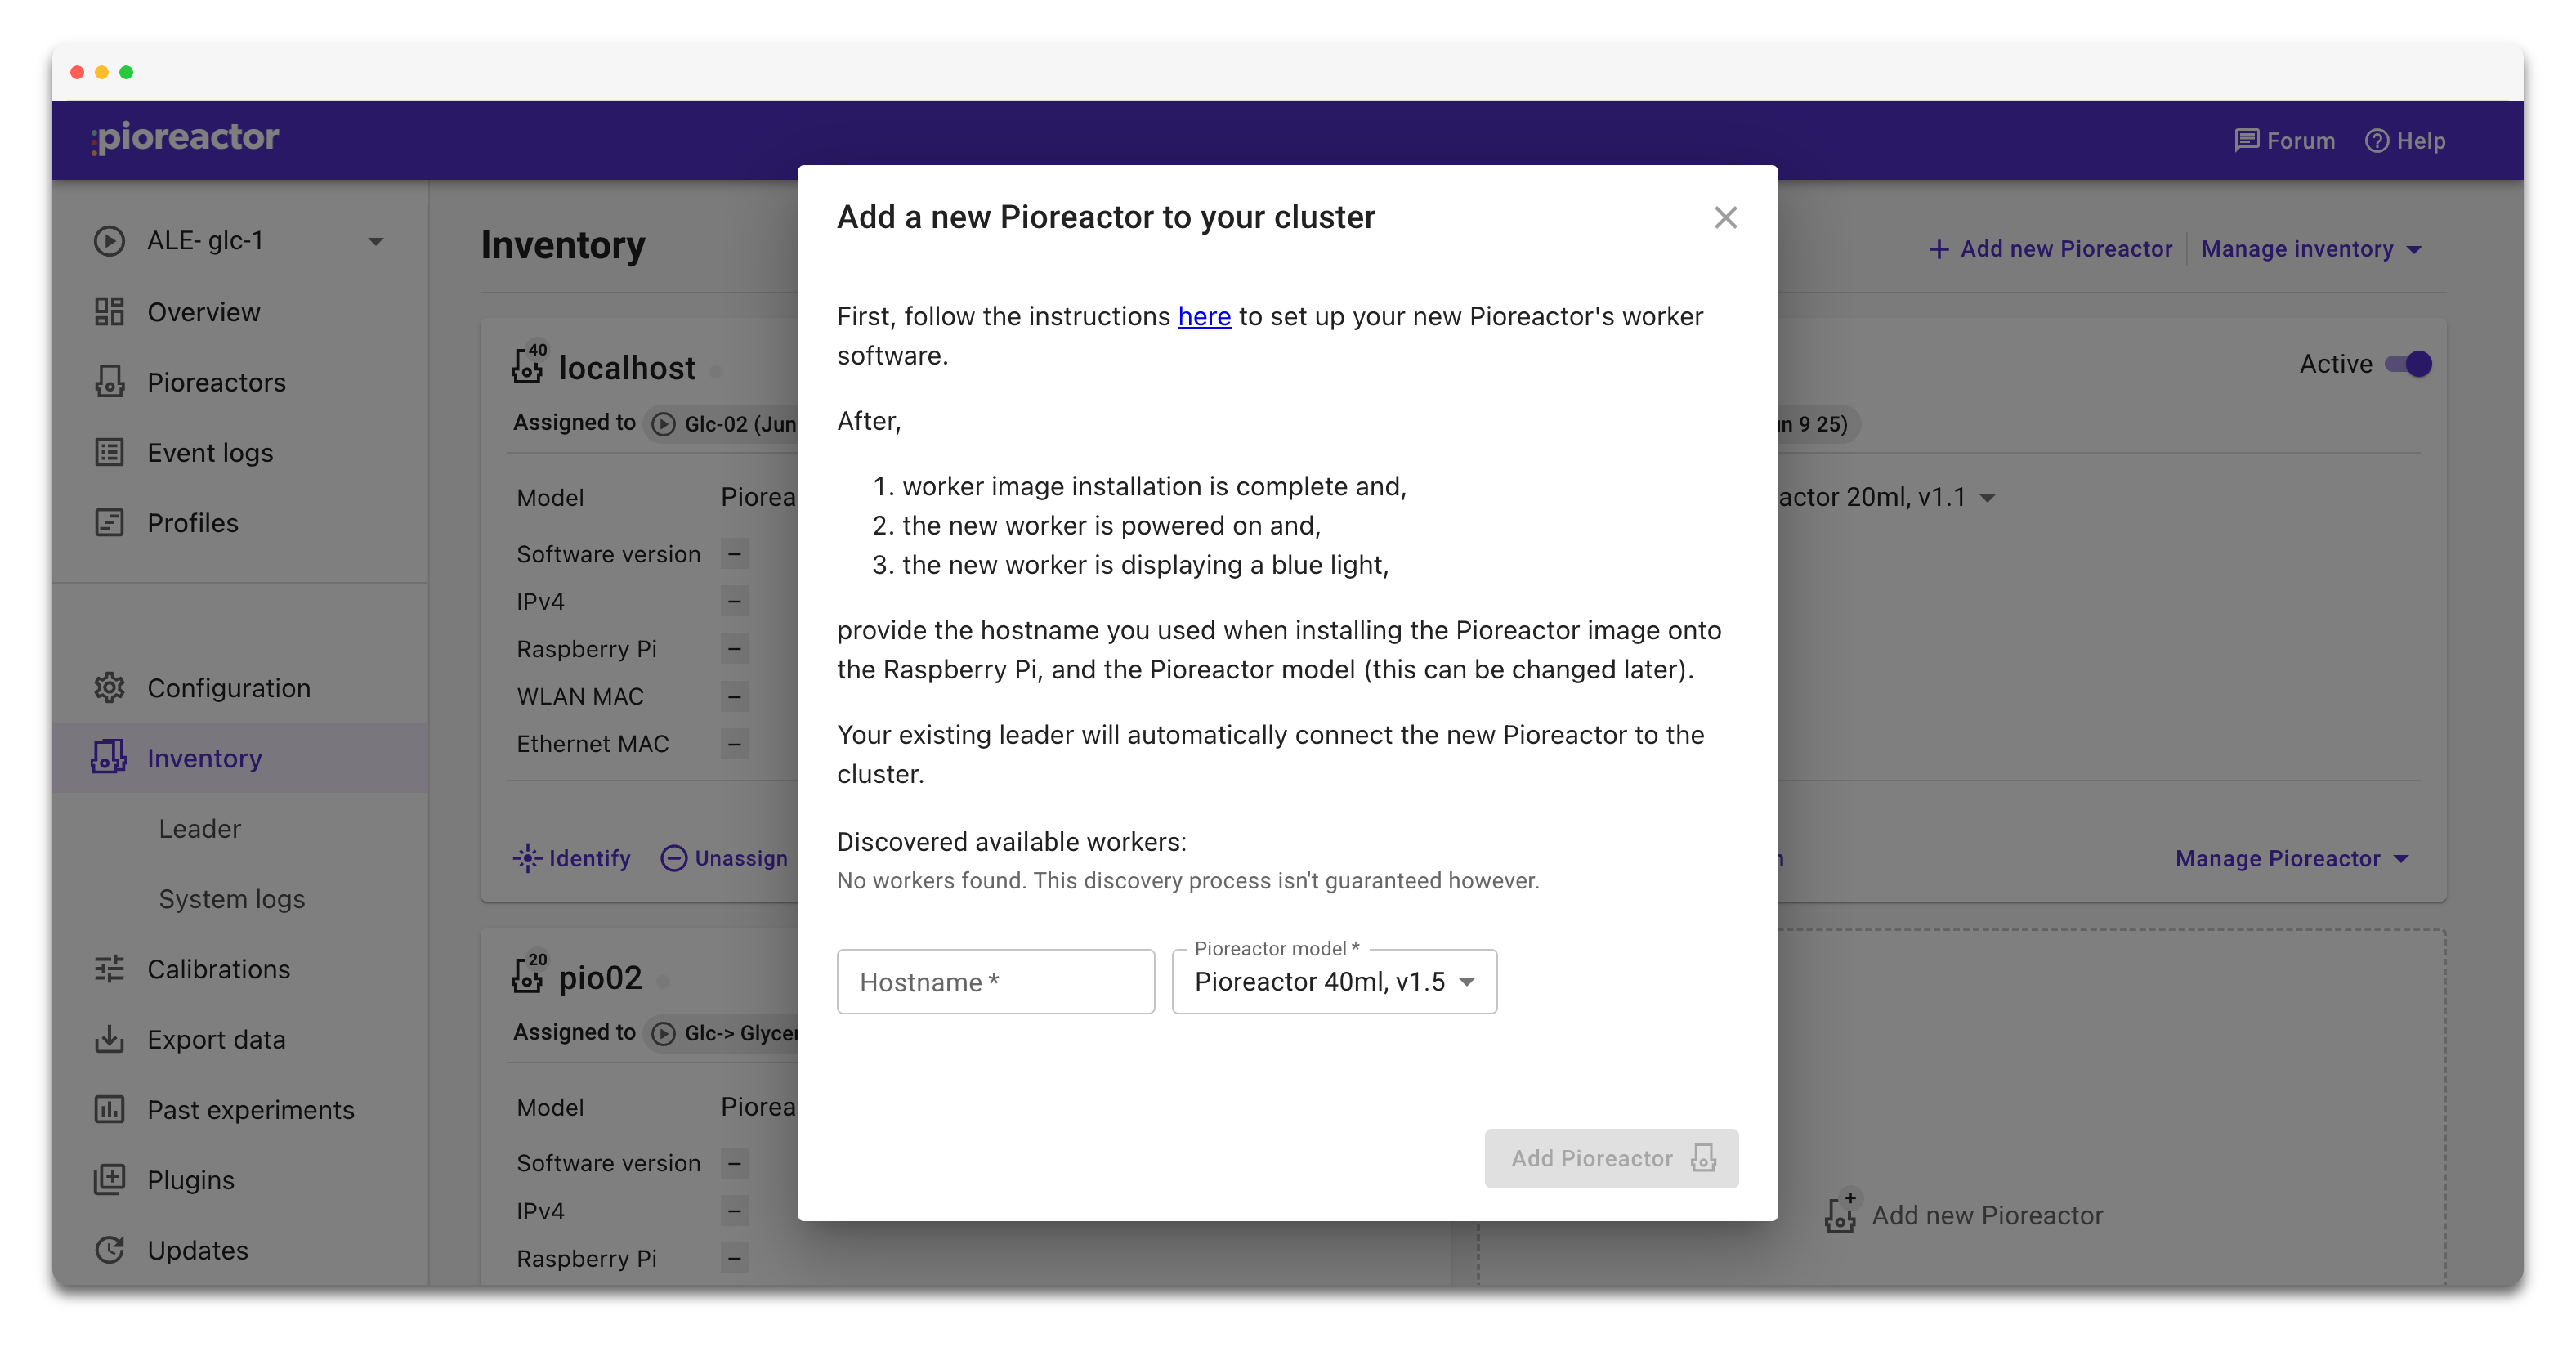 pioreactor
Forum
Help
ALE- glc-1
Overview
Pioreactors
Event logs
Profiles
Configuration
Inventory
Leader
System logs
Calibrations
Export data
Past experiments
Plugins
Updates
Inventory
+ Add new Pioreactor
Manage inventory
40
localhost
Assigned to
Glc-02 (Jun
Model
Software version –
IPv4 –
Raspberry Pi –
WLAN MAC –
Ethernet MAC –
Identify
Unassign
20
pio02
Assigned to
Model
Software version –
IPv4 –
Raspberry Pi –
Add a new Pioreactor to your cluster
First, follow the instructions here to set up your new Pioreactor's worker
software.
After,
1. worker image installation is complete and,
2. the new worker is powered on and,
3. the new worker is displaying a blue light,
provide the hostname you used when installing the Pioreactor image onto
the Raspberry Pi, and the Pioreactor model (this can be changed later).
Your existing leader will automatically connect the new Pioreactor to the
cluster.
Discovered available workers:
No workers found. This discovery process isn't guaranteed however.
Hostname *
Pioreactor model *
Pioreactor 40ml, v1.5
Add Pioreactor
Active
9 25)
20ml, v1.1
Manage Pioreactor
Add new Pioreactor